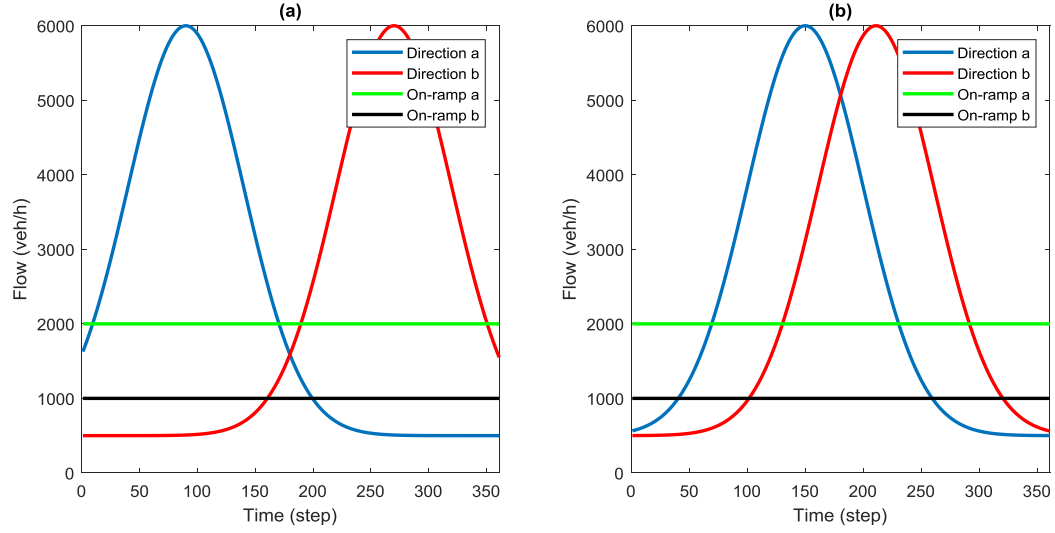 (a)
Flow (veh/h)
6000
5000
4000
3000
2000
1000
0
Direction a
Direction b
On-ramp a
On-ramp b
0 50 100 150 200 250 300 350
Time (step)
(b)
Flow (veh/h)
6000
5000
4000
3000
2000
1000
0
Direction a
Direction b
On-ramp a
On-ramp b
0 50 100 150 200 250 300 350
Time (step)